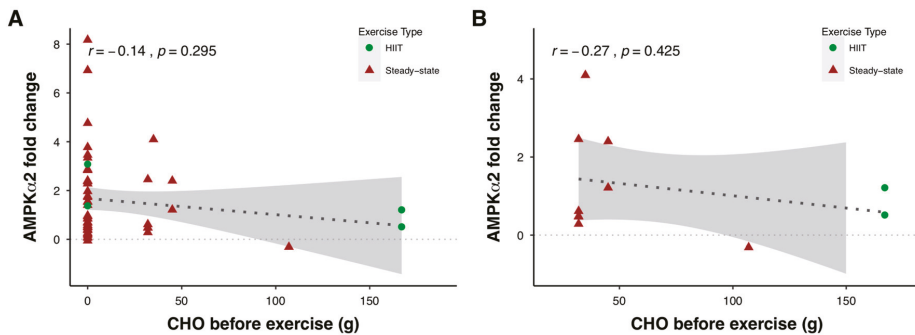 A
r = −0.14 , p = 0.295
Exercise Type
HIIT
Steady−state
AMPKα2 fold change
8
6
4
2
0
0
50
100
150
CHO before exercise (g)
B
r = −0.27 , p = 0.425
Exercise Type
HIIT
Steady−state
AMPKα2 fold change
4
2
0
50
100
150
CHO before exercise (g)